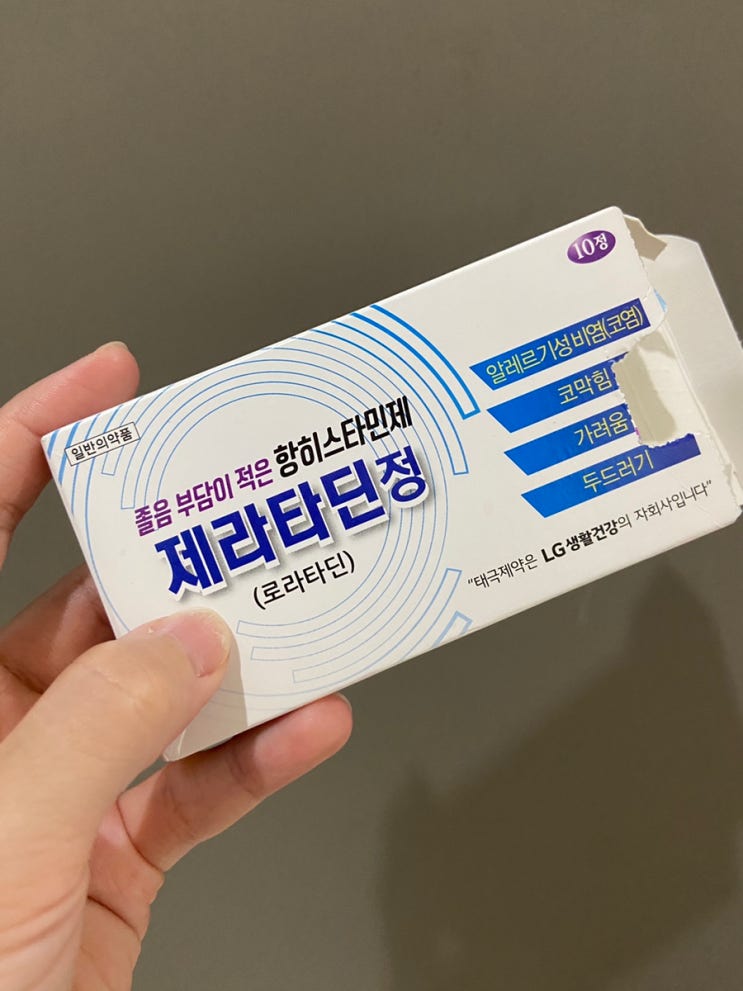 10정
일반의약품
졸음 부담이 적은 항히스타민제
제라타딘정
(로라타딘)
알레르기성 비염(코염)
코막힘
가려움
두드러기
"태극제약은 LG생활건강의 자회사입니다"